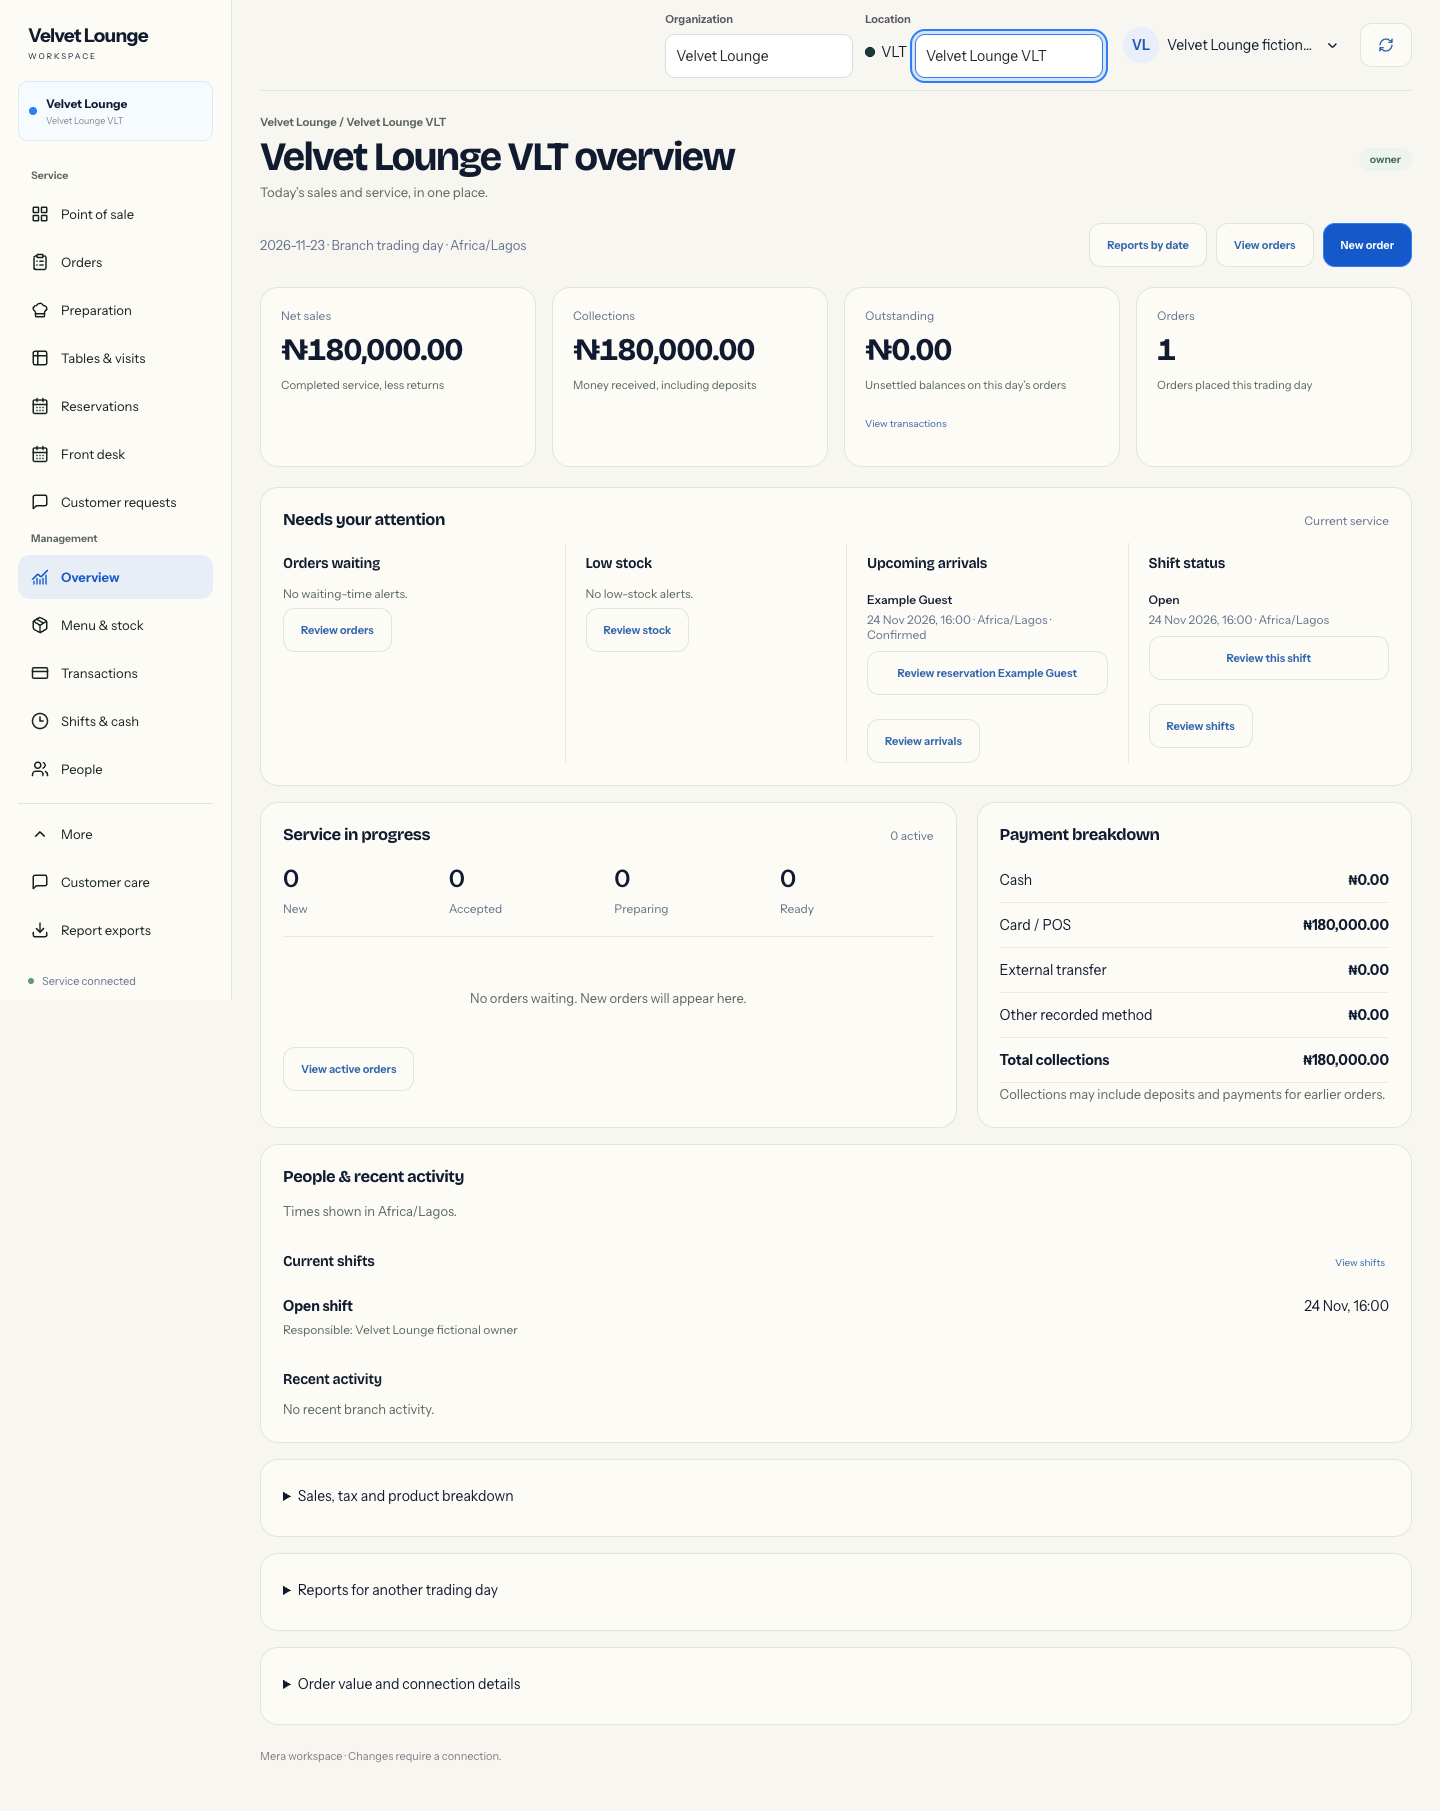 Velvet Lounge
WORKSPACE
Velvet Lounge
Velvet Lounge VLT
Service
Point of sale
Orders
Preparation
Tables & visits
Reservations
Front desk
Customer requests
Management
Overview
Menu & stock
Transactions
Shifts & cash
People
More
Customer care
Report exports
Service connected
Organization
Velvet Lounge
Location
VLT
Velvet Lounge VLT
VL
Velvet Lounge fiction...
Velvet Lounge / Velvet Lounge VLT
Velvet Lounge VLT overview
owner
Today's sales and service, in one place.
2026-11-23 · Branch trading day · Africa/Lagos
Reports by date
View orders
New order
Net sales
₦180,000.00
Completed service, less returns
Collections
₦180,000.00
Money received, including deposits
Outstanding
₦0.00
Unsettled balances on this day's orders
View transactions
Orders
1
Orders placed this trading day
Needs your attention
Current service
Orders waiting
No waiting-time alerts.
Review orders
Low stock
No low-stock alerts.
Review stock
Upcoming arrivals
Example Guest
24 Nov 2026, 16:00 · Africa/Lagos ·
Confirmed
Review reservation Example Guest
Review arrivals
Shift status
Open
24 Nov 2026, 16:00 · Africa/Lagos
Review this shift
Review shifts
Service in progress
0 active
0
New
0
Accepted
0
Preparing
0
Ready
No orders waiting. New orders will appear here.
View active orders
Payment breakdown
Cash ₦0.00
Card / POS ₦180,000.00
External transfer ₦0.00
Other recorded method ₦0.00
Total collections ₦180,000.00
Collections may include deposits and payments for earlier orders.
People & recent activity
Times shown in Africa/Lagos.
Current shifts
View shifts
Open shift
24 Nov, 16:00
Responsible: Velvet Lounge fictional owner
Recent activity
No recent branch activity.
Sales, tax and product breakdown
Reports for another trading day
Order value and connection details
Mera workspace · Changes require a connection.